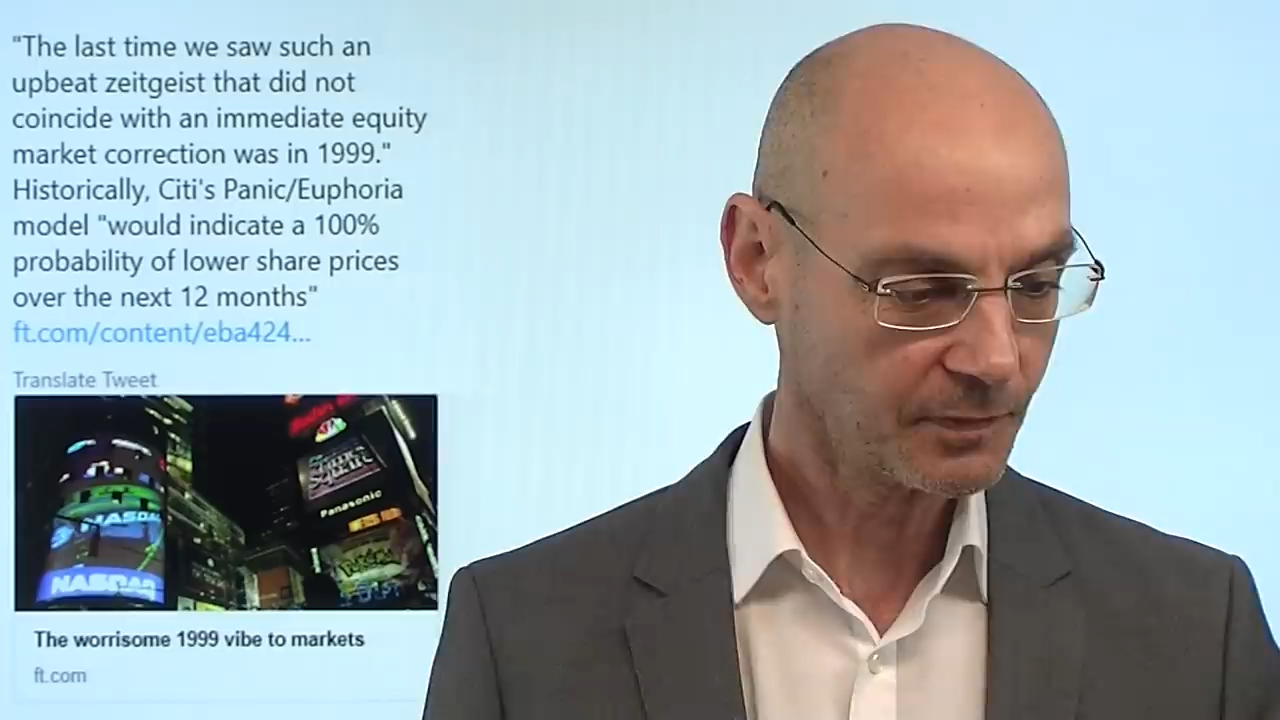 "The last time we saw such an
upbeat zeitgeist that did not
coincide with an immediate equity
market correction was in 1999."
Historically, Citi's Panic/Euphoria
model "would indicate a 100%
probability of lower share prices
over the next 12 months"
ft.com/content/eba424...
Translate Tweet
NASDAQ
Panasonic
NASDAQ
The worrisome 1999 vibe to markets
ft.com